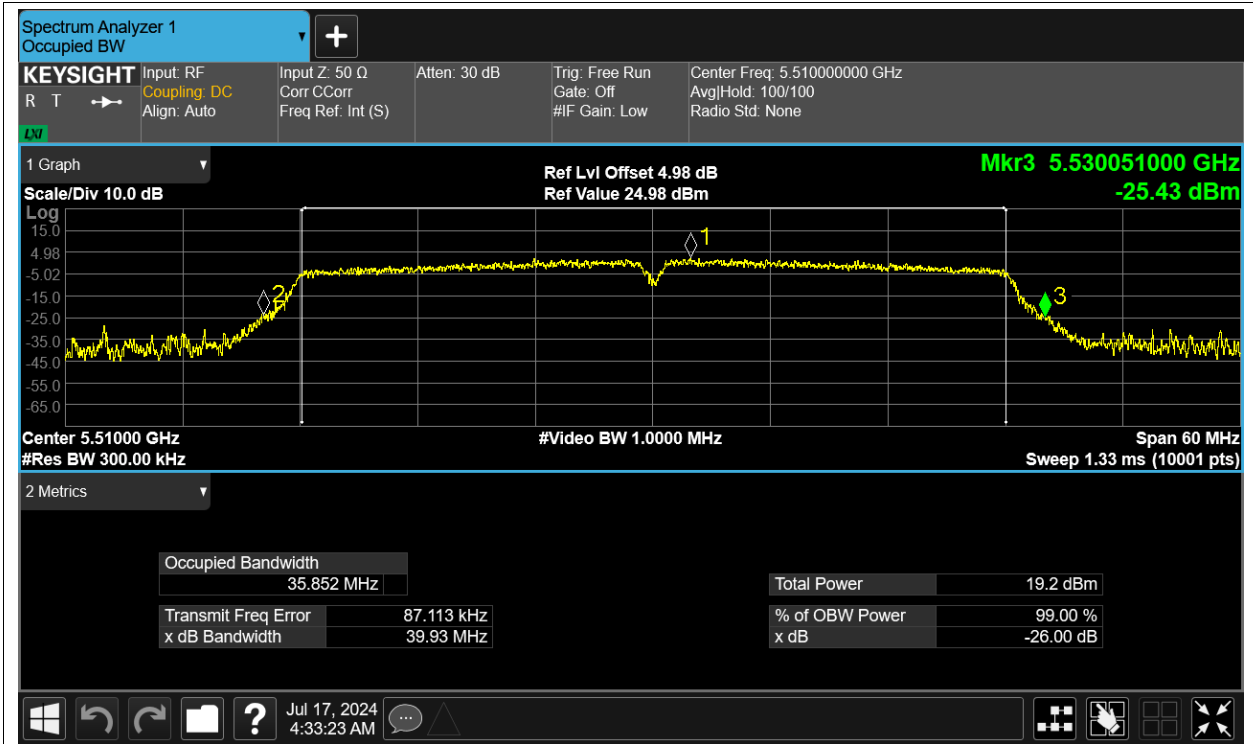 Spectrum Analyzer 1
Occupied BW
+
KEYSIGHT
R T
LXI
Input: RF
Coupling: DC
Align: Auto
Input Z: 50 Ω
Corr CCorr
Freq Ref: Int (S)
Atten: 30 dB
Trig: Free Run
Gate: Off
#IF Gain: Low
Center Freq: 5.510000000 GHz
Avg|Hold: 100/100
Radio Std: None
1 Graph
Scale/Div 10.0 dB
Ref Lvl Offset 4.98 dB
Ref Value 24.98 dBm
Mkr3 5.530051000 GHz
-25.43 dBm
Log
15.0
4.98
-5.02
-15.0
-25.0
-35.0
-45.0
-55.0
-65.0
1
2
3
Center 5.51000 GHz
#Video BW 1.0000 MHz
Span 60 MHz
#Res BW 300.00 kHz
Sweep 1.33 ms (10001 pts)
2 Metrics
Occupied Bandwidth
35.852 MHz
Transmit Freq Error 87.113 kHz
x dB Bandwidth 39.93 MHz
Total Power 19.2 dBm
% of OBW Power 99.00 %
x dB -26.00 dB
?
Jul 17, 2024
4:33:23 AM